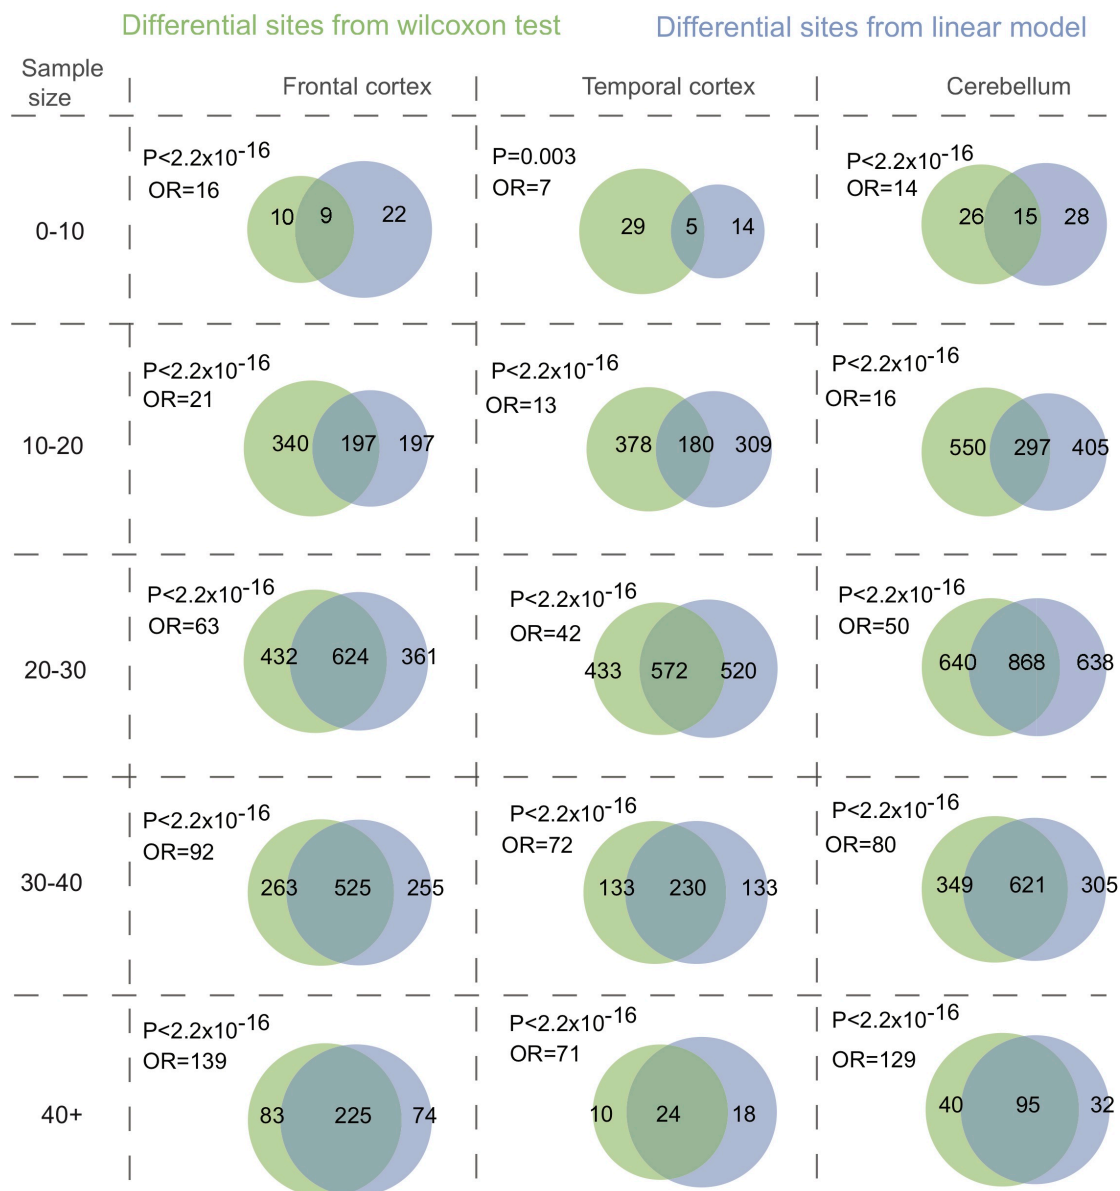 Differential sites from wilcoxon test
Differential sites from linear model
Sample size
Frontal cortex
Temporal cortex
Cerebellum
0-10
P<2.2x10-16
OR=16
10 9 22
P=0.003
OR=7
29 5 14
P<2.2x10-16
OR=14
26 15 28
10-20
P<2.2x10-16
OR=21
340 197 197
P<2.2x10-16
OR=13
378 180 309
P<2.2x10-16
OR=16
550 297 405
20-30
P<2.2x10-16
OR=63
432 624 361
P<2.2x10-16
OR=42
433 572 520
P<2.2x10-16
OR=50
640 868 638
30-40
P<2.2x10-16
OR=92
263 525 255
P<2.2x10-16
OR=72
133 230 133
P<2.2x10-16
OR=80
349 621 305
40+
P<2.2x10-16
OR=139
83 225 74
P<2.2x10-16
OR=71
10 24 18
P<2.2x10-16
OR=129
40 95 32